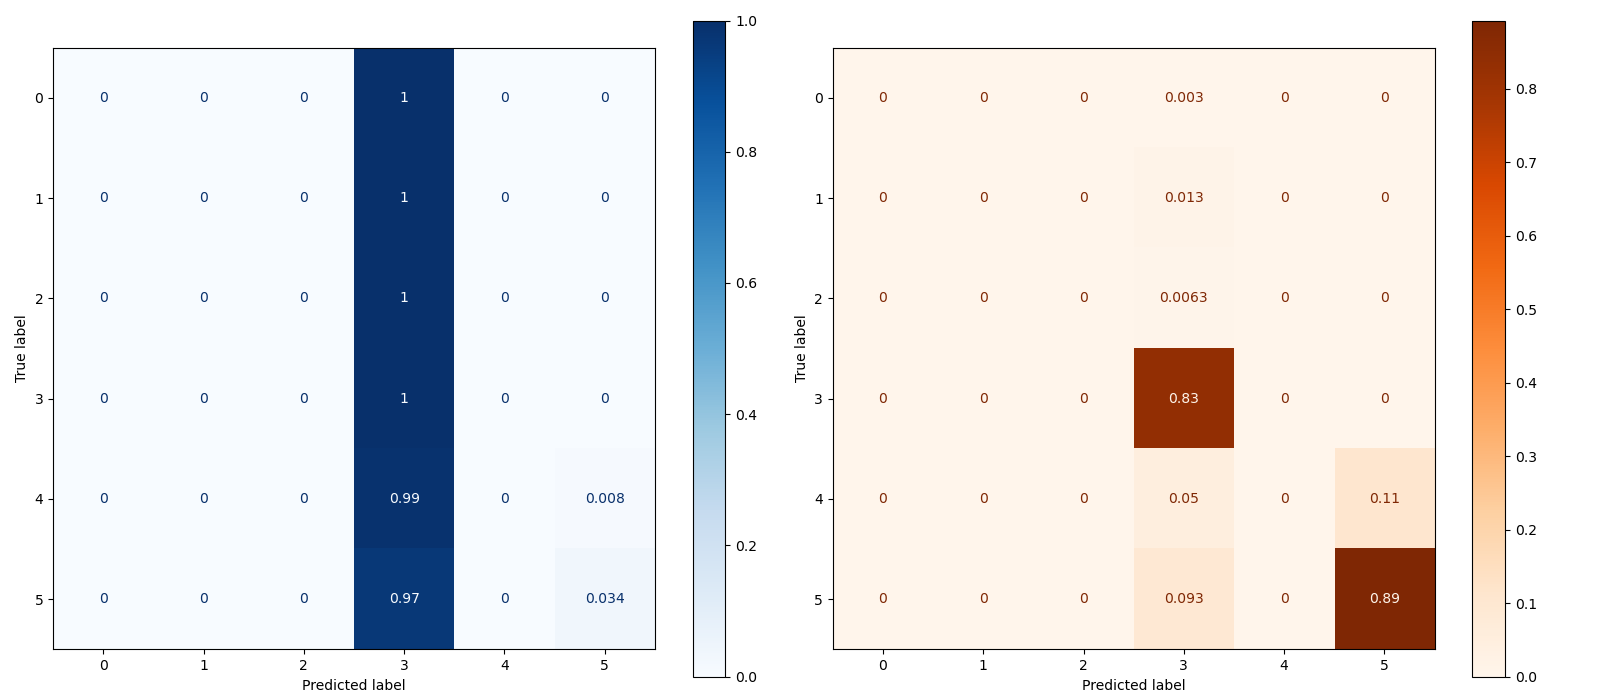 0 0 0 0 1 0 0
1 0 0 0 1 0 0
2 0 0 0 1 0 0
3 0 0 0 1 0 0
4 0 0 0 0.99 0 0.008
5 0 0 0 0.97 0 0.034
0 1 2 3 4 5
True label
Predicted label
1.0
0.8
0.6
0.4
0.2
0.0
0 0 0 0 0.003 0 0
1 0 0 0 0.013 0 0
2 0 0 0 0.0063 0 0
3 0 0 0 0.83 0 0
4 0 0 0 0.05 0 0.11
5 0 0 0 0.093 0 0.89
0 1 2 3 4 5
True label
Predicted label
0.8
0.7
0.6
0.5
0.4
0.3
0.2
0.1
0.0